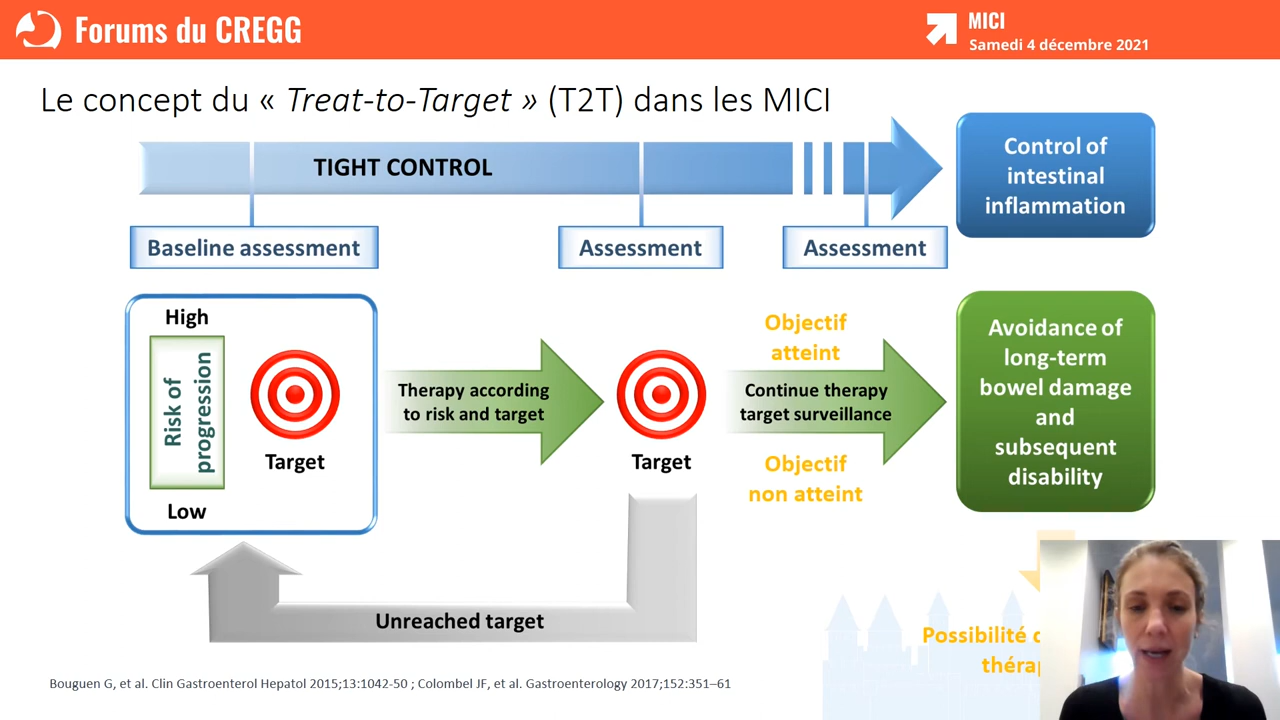 Forums du CREGG
MICI
Samedi 4 décembre 2021
Le concept du « Treat-to-Target » (T2T) dans les MICI
TIGHT CONTROL
Control of
intestinal
inflammation
Baseline assessment
Assessment
Assessment
High
Risk of
progression
Low
Target
Therapy according
to risk and target
Target
Objectif
atteint
Continue therapy
target surveillance
Objectif
non atteint
Avoidance of
long-term
bowel damage
and
subsequent
disability
Unreached target
Possibilité
Bouguen G, et al. Clin Gastroenterol Hepatol 2015;13:1042-50 ; Colombel JF, et al. Gastroenterology 2017;152:351–61